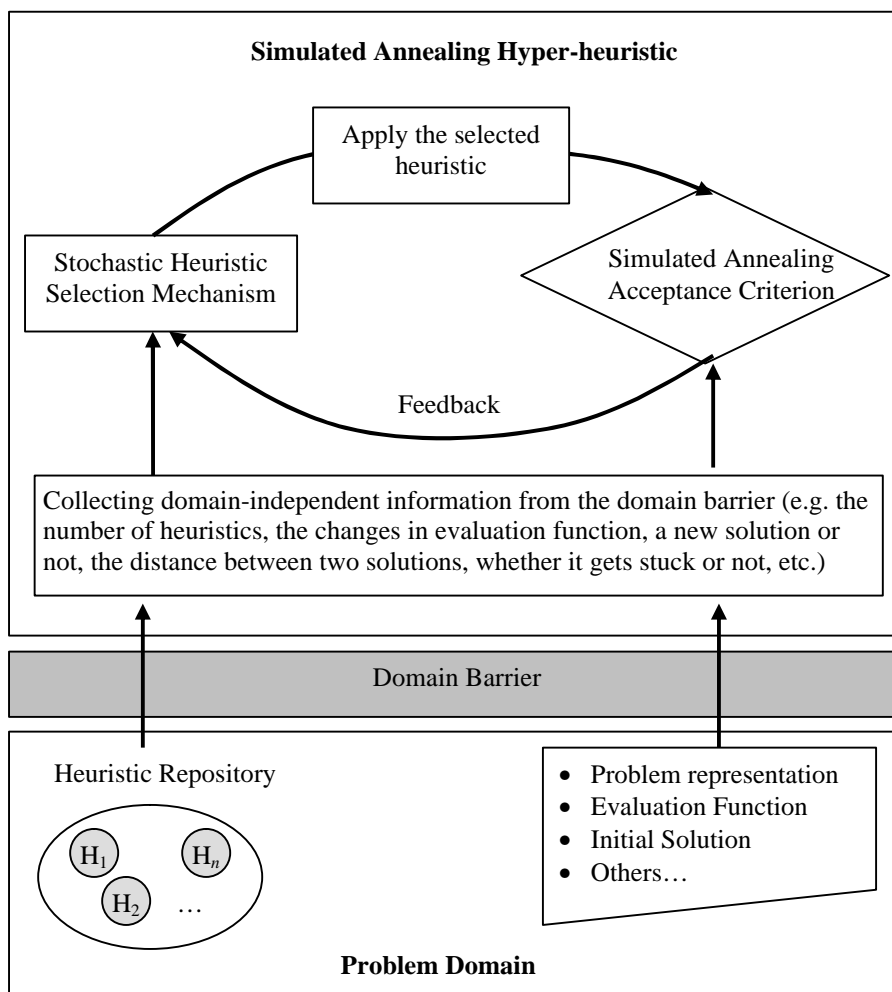 Simulated Annealing Hyper-heuristic
Apply the selected
heuristic
Stochastic Heuristic
Selection Mechanism
Simulated Annealing
Acceptance Criterion
Feedback
Collecting domain-independent information from the domain barrier (e.g. the
number of heuristics, the changes in evaluation function, a new solution or
not, the distance between two solutions, whether it gets stuck or not, etc.)
Domain Barrier
Heuristic Repository
H1
Hn
H2
…
• Problem representation
• Evaluation Function
• Initial Solution
• Others…
Problem Domain